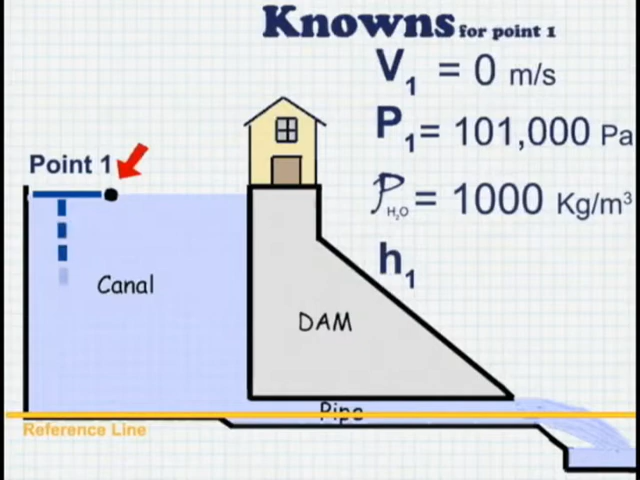 Knowns for point 1
V1 = 0 m/s
P1 = 101,000 Pa
Point 1
ρH₂O = 1000 Kg/m³
h1
Canal
DAM
Pipe
Reference Line